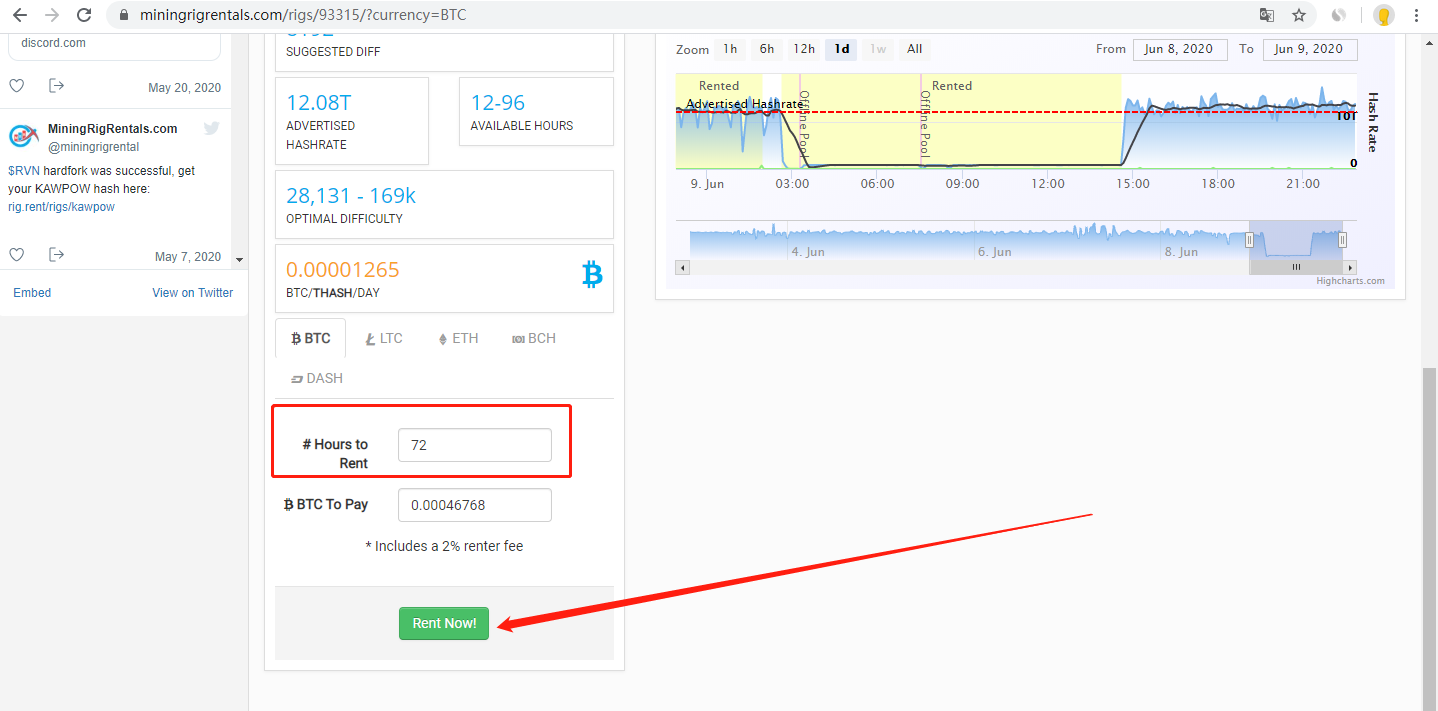 miningrigrentals.com/rigs/93315/?currency=BTC
discord.com
May 20, 2020
MiningRigRentals.com
@miningrigrental
$RVN hardfork was successful, get
your KAWPOW hash here:
rig.rent/rigs/kawpow
May 7, 2020
Embed
View on Twitter
SUGGESTED DIFF
12.08T
ADVERTISED
HASHRATE
12-96
AVAILABLE HOURS
28,131 - 169k
OPTIMAL DIFFICULTY
0.00001265
BTC/THASH/DAY
BTC
LTC
ETH
BCH
DASH
# Hours to
Rent
72
BTC To Pay
0.00046768
* Includes a 2% renter fee
Rent Now!
Zoom 1h 6h 12h 1d 1w All
From Jun 8, 2020 To Jun 9, 2020
Rented
Rented
Advertised Hashrate
Offline Pool
Offline Pool
10T
0
Hash Rate
9. Jun 03:00 06:00 09:00 12:00 15:00 18:00 21:00
4. Jun 6. Jun 8. Jun
Highcharts.com